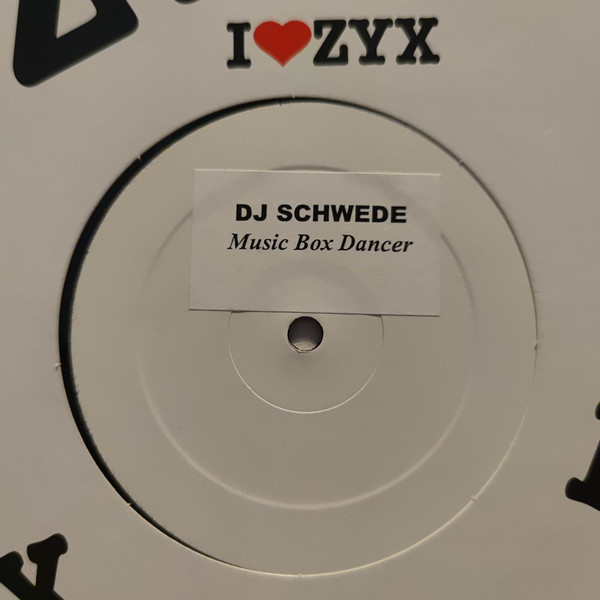 I❤ZYX
DJ SCHWEDE
Music Box Dancer